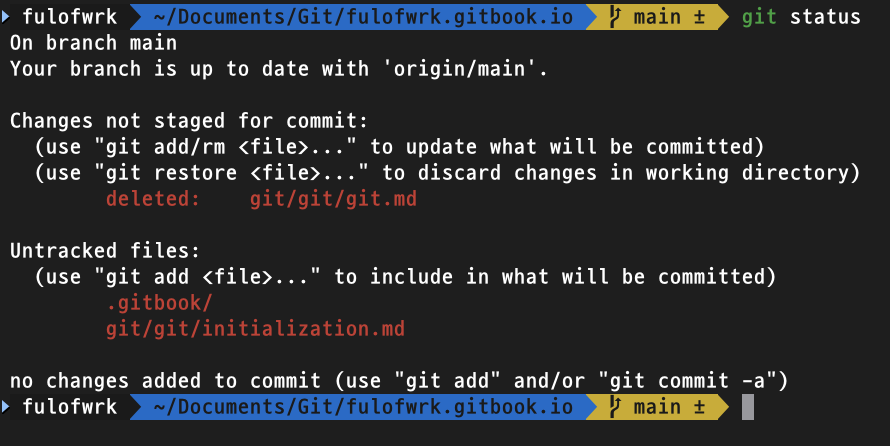 fulofwrk ~/Documents/Git/fulofwrk.gitbook.io main ± git status
On branch main
Your branch is up to date with 'origin/main'.
Changes not staged for commit:
(use "git add/rm <file>..." to update what will be committed)
(use "git restore <file>..." to discard changes in working directory)
deleted: git/git/git.md
Untracked files:
(use "git add <file>..." to include in what will be committed)
.gitbook/
git/git/initialization.md
no changes added to commit (use "git add" and/or "git commit -a")
fulofwrk ~/Documents/Git/fulofwrk.gitbook.io main ±